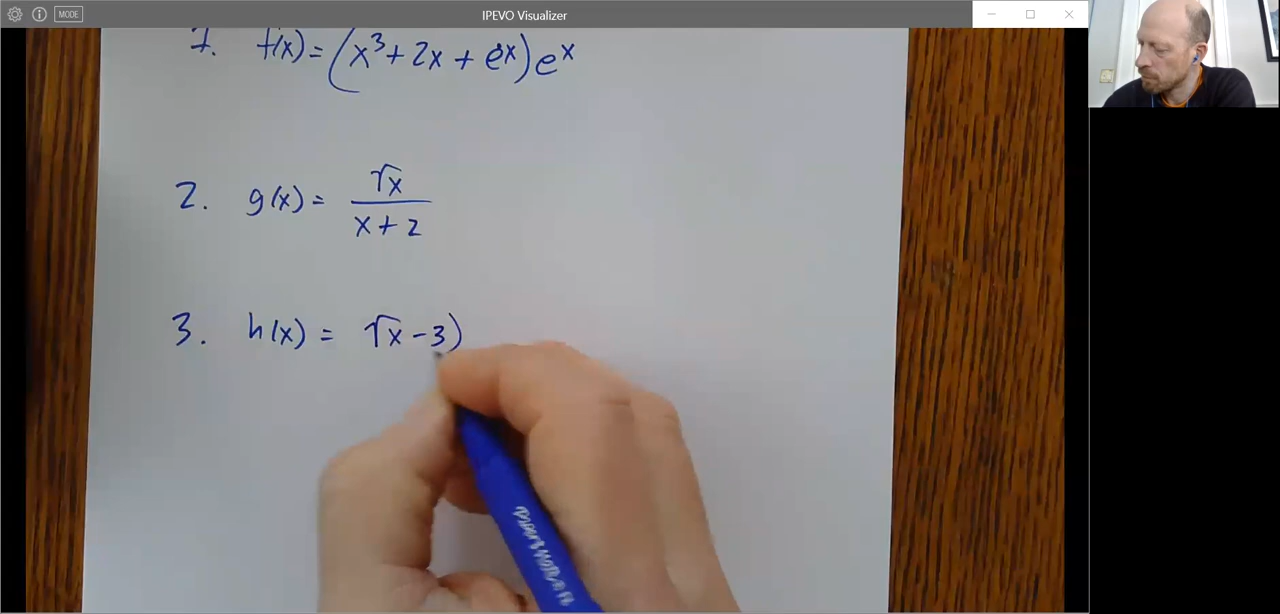 MODE
IPEVO Visualizer
1. f(x) = (x³ + 2x + eˣ) eˣ
2. g(x) = √x / x + 2
3. h(x) = √x - 3)